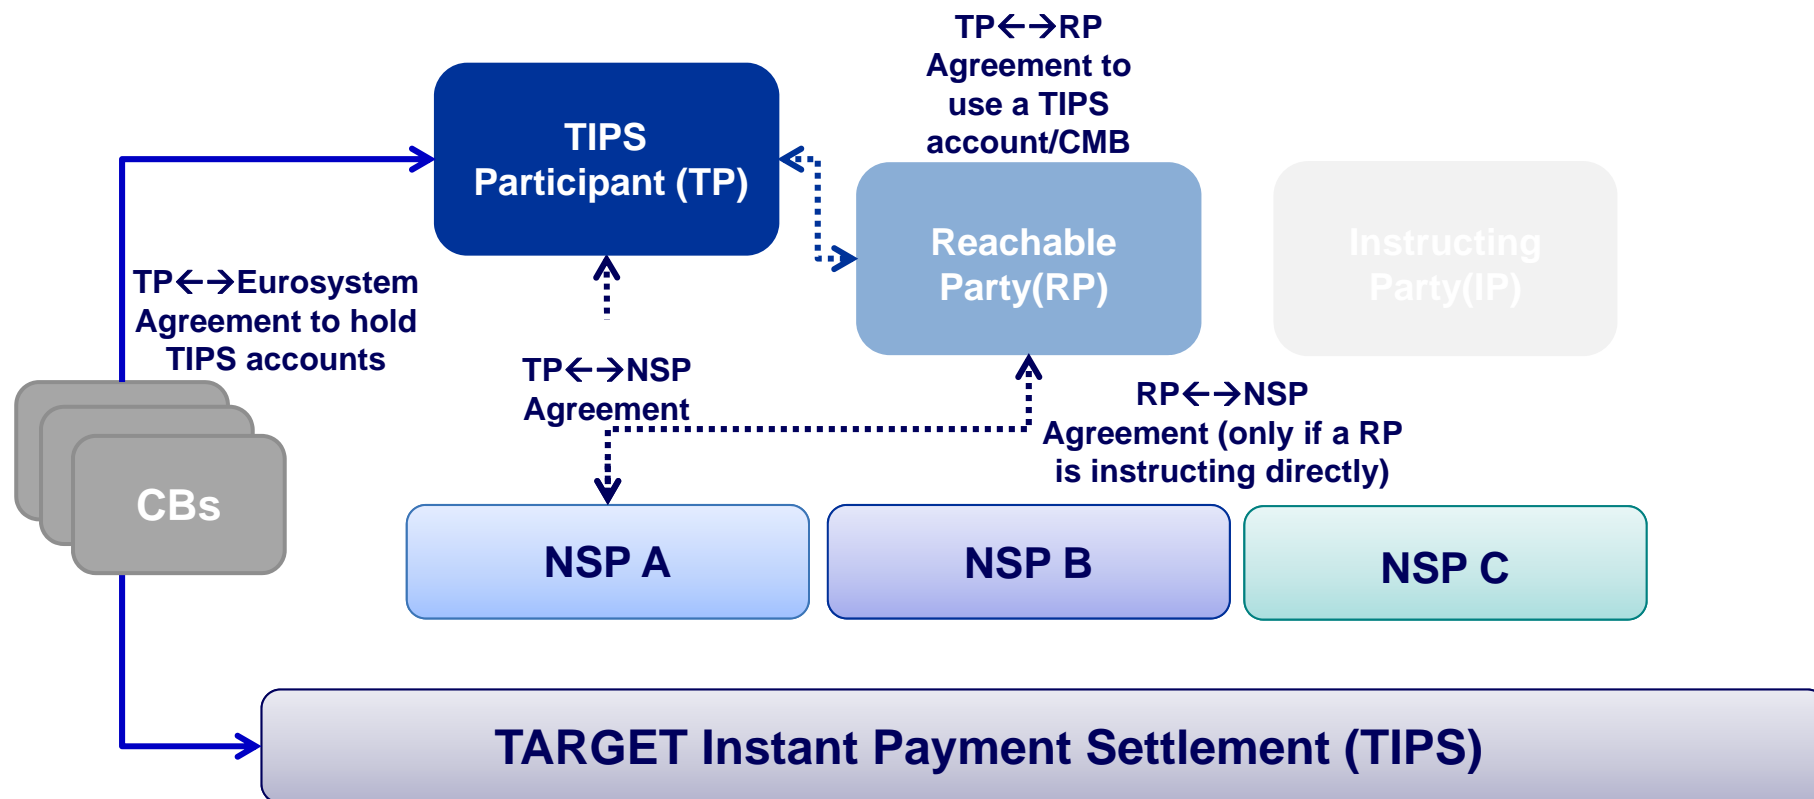 TP←→RP
Agreement to
use a TIPS
account/CMB
TIPS
Participant (TP)
Reachable
Party(RP)
Instructing
Party(IP)
TP←→Eurosystem
Agreement to hold
TIPS accounts
TP←→NSP
Agreement
RP←→NSP
Agreement (only if a RP
is instructing directly)
CBs
NSP A
NSP B
NSP C
TARGET Instant Payment Settlement (TIPS)